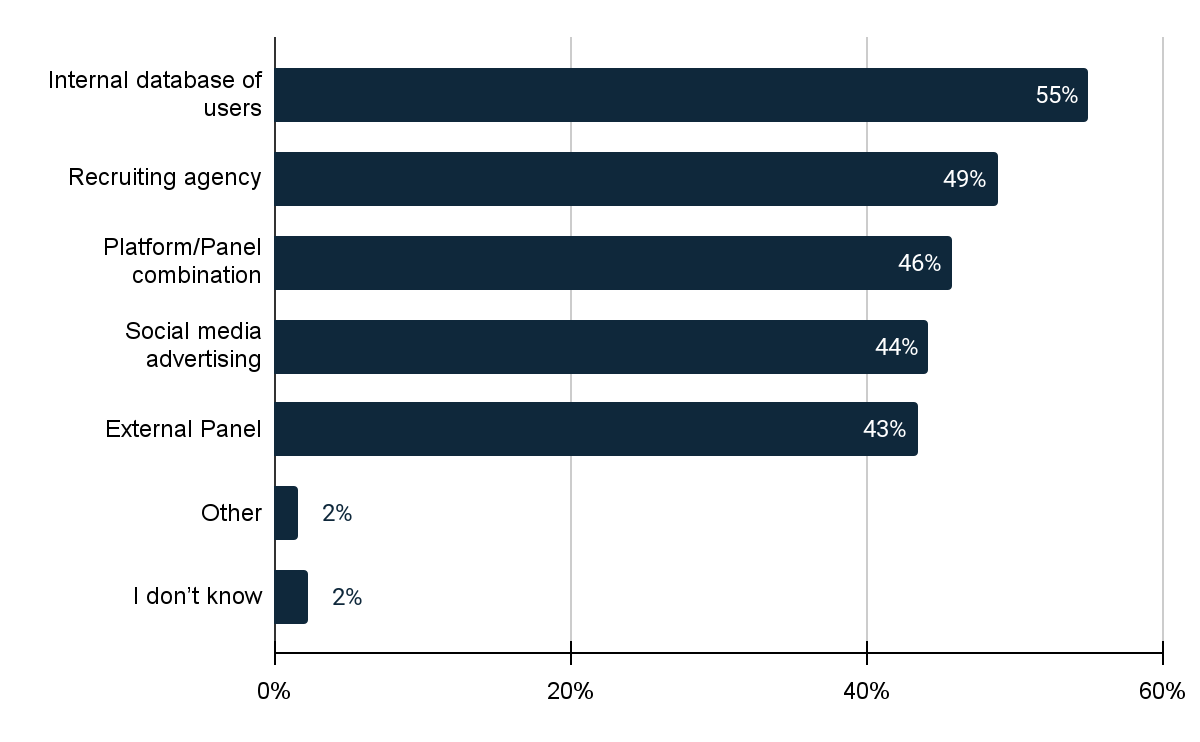 Internal database of
users
55%
Recruiting agency
49%
Platform/Panel
combination
46%
Social media
advertising
44%
External Panel
43%
Other
2%
I don’t know
2%
0%
20%
40%
60%